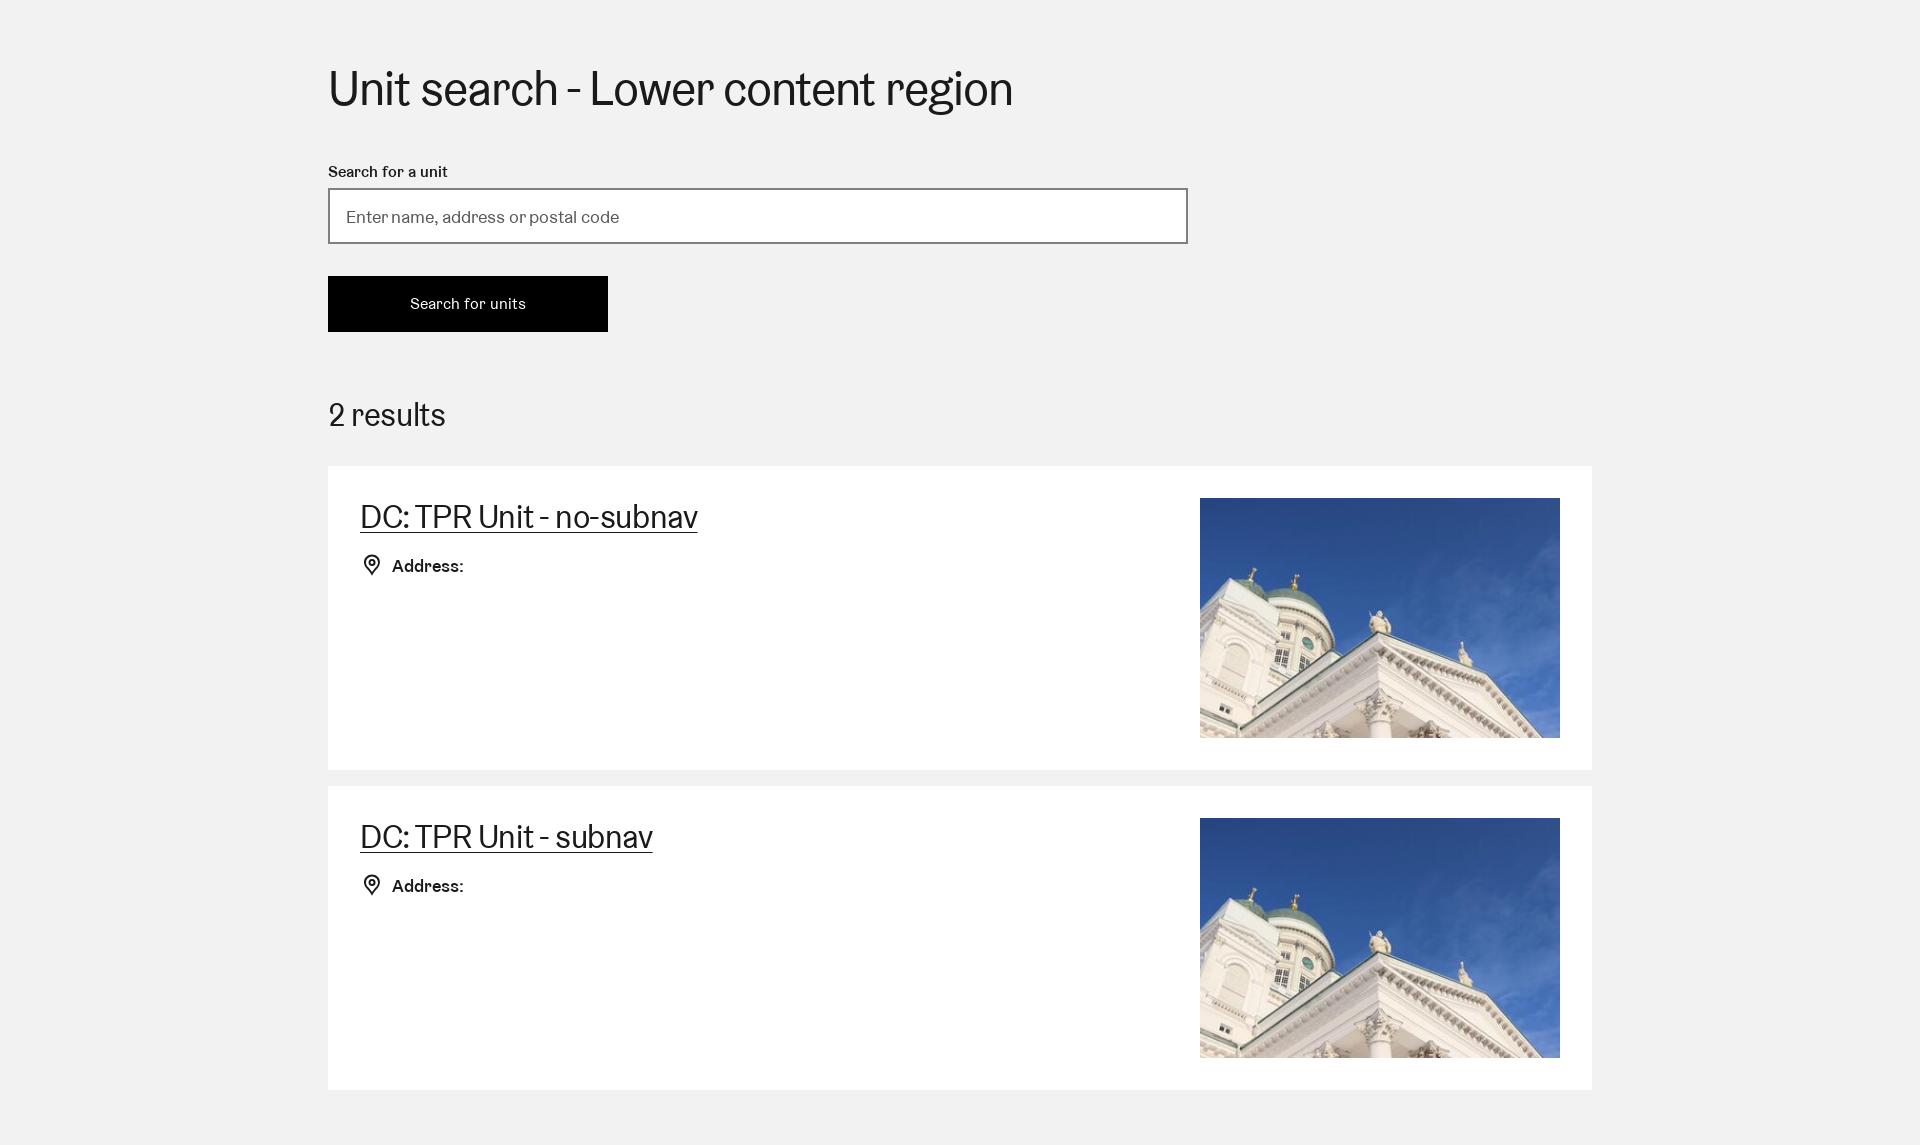 Unit search - Lower content region
Search for a unit
Enter name, address or postal code
Search for units
2 results
DC: TPR Unit - no-subnav
Address:
DC: TPR Unit - subnav
Address: